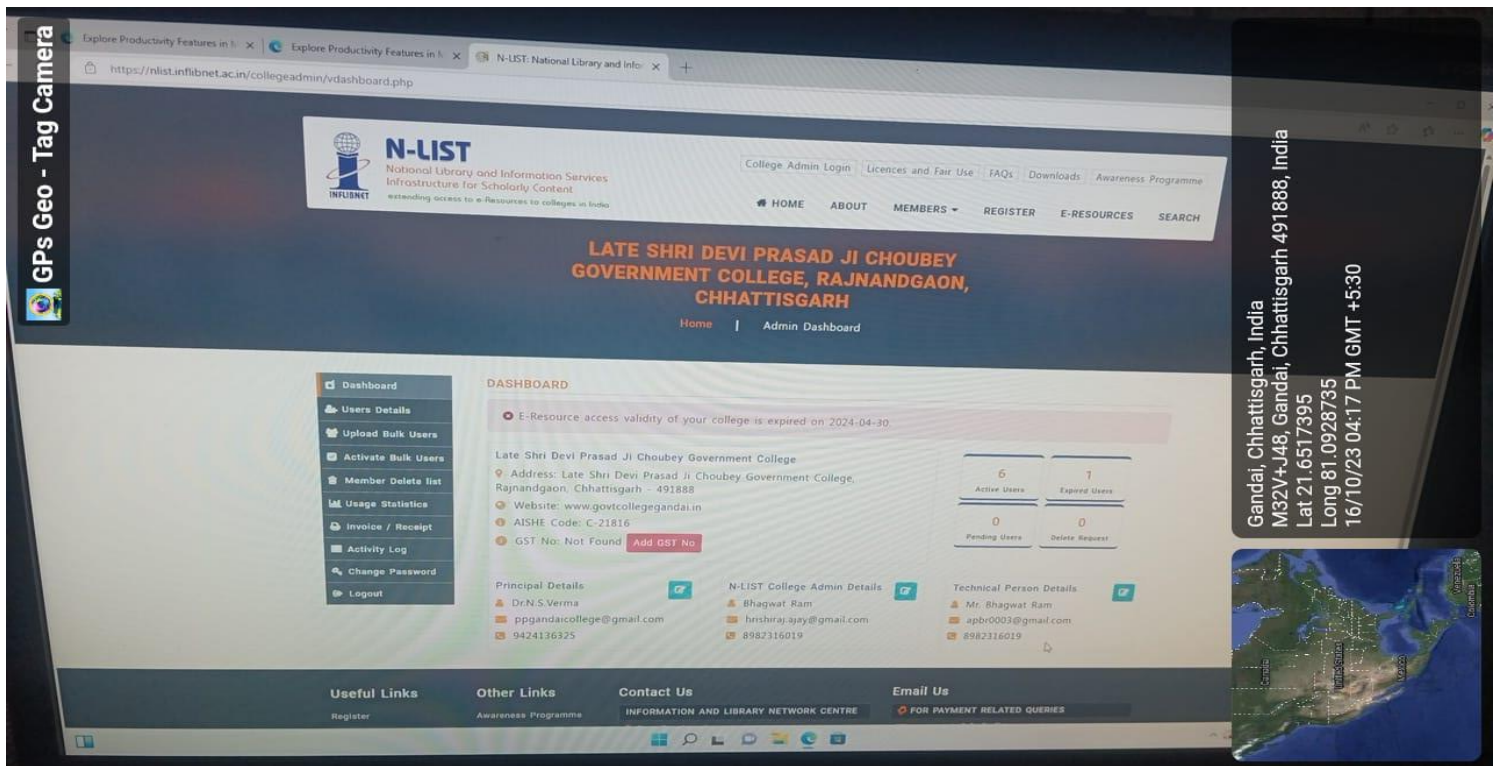 GPs Geo - Tag Camera
Explore Productivity Features in
Explore Productivity Features in
N-LIST: National Library and Info
https://nlist.inflibnet.ac.in/collegeadmin/vdashboard.php
INFLIBNET
N-LIST
National Library and Information Services
Infrastructure for Scholarly Content
extending access to e-Resources to colleges in India
College Admin Login Licences and Fair Use FAQs Downloads Awareness Programme
HOME ABOUT MEMBERS REGISTER E-RESOURCES SEARCH
LATE SHRI DEVI PRASAD JI CHOUBEY
GOVERNMENT COLLEGE, RAJNANDGAON,
CHHATTISGARH
Home | Admin Dashboard
Dashboard
Users Details
Upload Bulk Users
Activate Bulk Users
Member Delete list
Usage Statistics
Invoice / Receipt
Activity Log
Change Password
Logout
DASHBOARD
E-Resource access validity of your college is expired on 2024-04-30.
Late Shri Devi Prasad Ji Choubey Government College
Address: Late Shri Devi Prasad Ji Choubey Government College,
Rajnandgaon, Chhattisgarh - 491888
Website: www.govtcollegegandai.in
AISHE Code: C-21816
GST No: Not Found Add GST No
6
Active Users
1
Expired Users
0
Pending Users
0
Delete Request
Principal Details
Dr.N.S.Verma
ppgandaicollege@gmail.com
9424136325
N-LIST College Admin Details
Bhagwat Ram
hrishiraj.ajay@gmail.com
8982316019
Technical Person Details
Mr. Bhagwat Ram
apbr0003@gmail.com
8982316019
Useful Links
Register
Other Links
Awareness Programme
Contact Us
INFORMATION AND LIBRARY NETWORK CENTRE
Email Us
FOR PAYMENT RELATED QUERIES
Gandai, Chhattisgarh, India
M32V+J48, Gandai, Chhattisgarh 491888, India
Lat 21.6517395
Long 81.0928735
16/10/23 04:17 PM GMT +5:30
Canada
United States
Mexico
Venezuela
Colombia